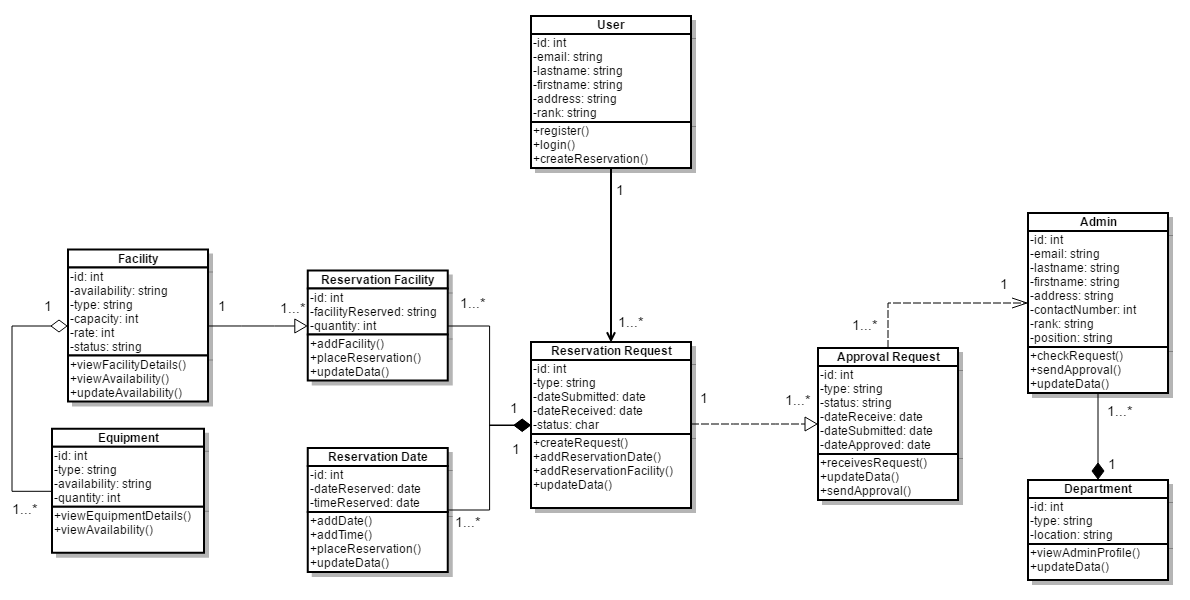 User
-id: int
-email: string
-lastname: string
-firstname: string
-address: string
-rank: string
+register()
+login()
+createReservation()
1
1...*
Facility
-id: int
-availability: string
-type: string
-capacity: int
-rate: int
-status: string
+viewFacilityDetails()
+viewAvailability()
+updateAvailability()
1
1...*
1
1...*
Equipment
-id: int
-type: string
-availability: string
-quantity: int
+viewEquipmentDetails()
+viewAvailability()
Reservation Facility
-id: int
-facilityReserved: string
-quantity: int
+addFacility()
+placeReservation()
+updateData()
1...*
1
1
1...*
Reservation Date
-id: int
-dateReserved: date
-timeReserved: date
+addDate()
+addTime()
+placeReservation()
+updateData()
Reservation Request
-id: int
-type: string
-dateSubmitted: date
-dateReceived: date
-status: char
+createRequest()
+addReservationDate()
+addReservationFacility()
+updateData()
1
1...*
Approval Request
-id: int
-type: string
-status: string
-dateReceive: date
-dateSubmitted: date
-dateApproved: date
+receivesRequest()
+updateData()
+sendApproval()
1...*
1
Admin
-id: int
-email: string
-lastname: string
-firstname: string
-address: string
-contactNumber: int
-rank: string
-position: string
+checkRequest()
+sendApproval()
+updateData()
1...*
1
Department
-id: int
-type: string
-location: string
+viewAdminProfile()
+updateData()